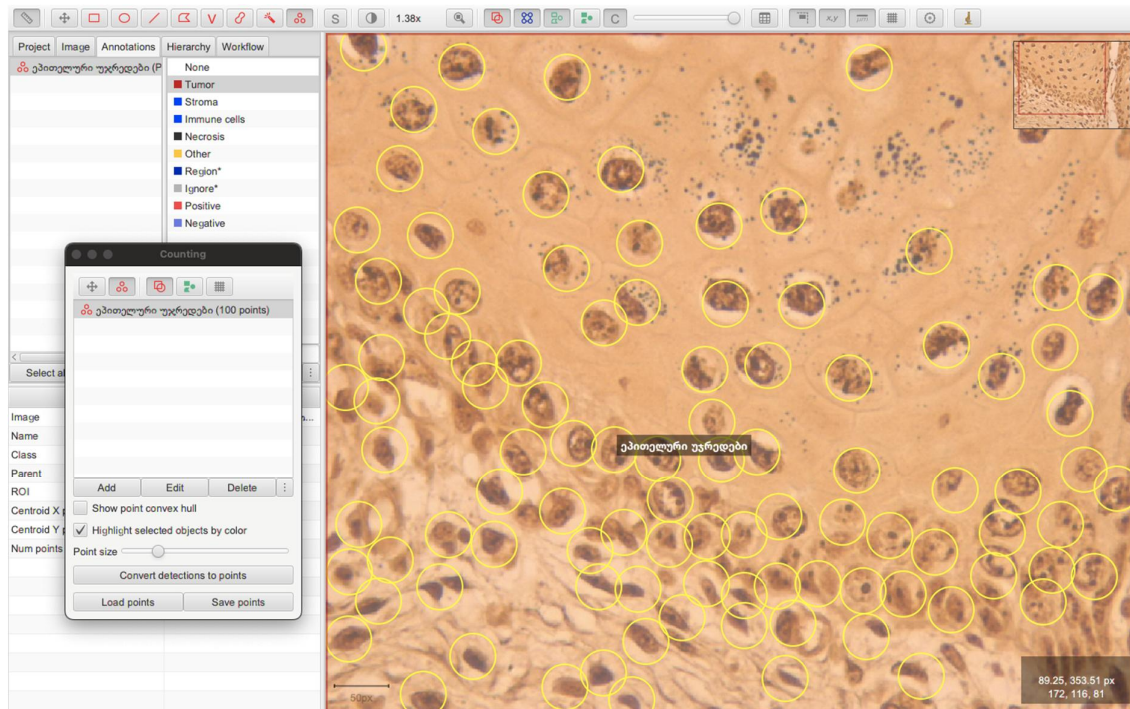 V
S
1.38x
C
x,y
μm
Project Image Annotations Hierarchy Workflow
ეპითელური უჯრედები (P
None
Tumor
Stroma
Immune cells
Necrosis
Other
Region*
Ignore*
Positive
Negative
Counting
ეპითელური უჯრედები (100 points)
Select al
Image
Name
Class
Parent
ROI
Centroid X p
Centroid Y p
Num points
Add Edit Delete
Show point convex hull
Highlight selected objects by color
Point size
Convert detections to points
Load points Save points
ეპითელური უჯრედები
50px
89.25, 353.51 px
172, 116, 81